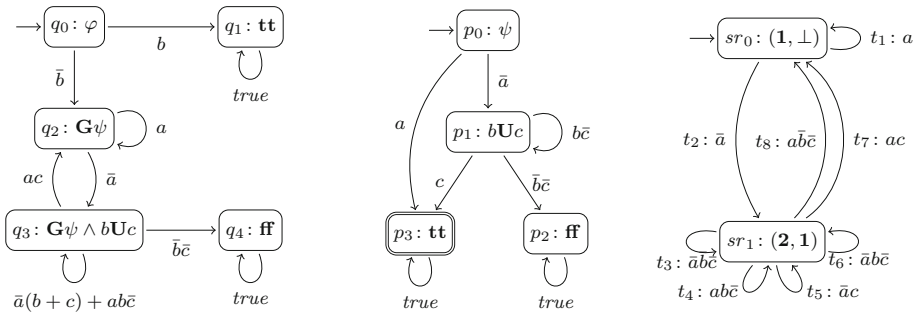 q₀: φ
b
q₁: tt
true
b̄
q₂: Gψ
a
ac
ā
q₃: Gψ ∧ bUc
b̄c̄
q₄: ff
ā(b + c) + abc̄
true
p₀: ψ
a
ā
p₁: bUc
bc̄
c
b̄c̄
p₃: tt
p₂: ff
true
true
sr₀: (1, ⊥)
t₁: a
t₂: ā
t₈: ab̄c̄
t₇: ac
sr₁: (2, 1)
t₆: ābc̄
t₄: abc̄
t₅: āc